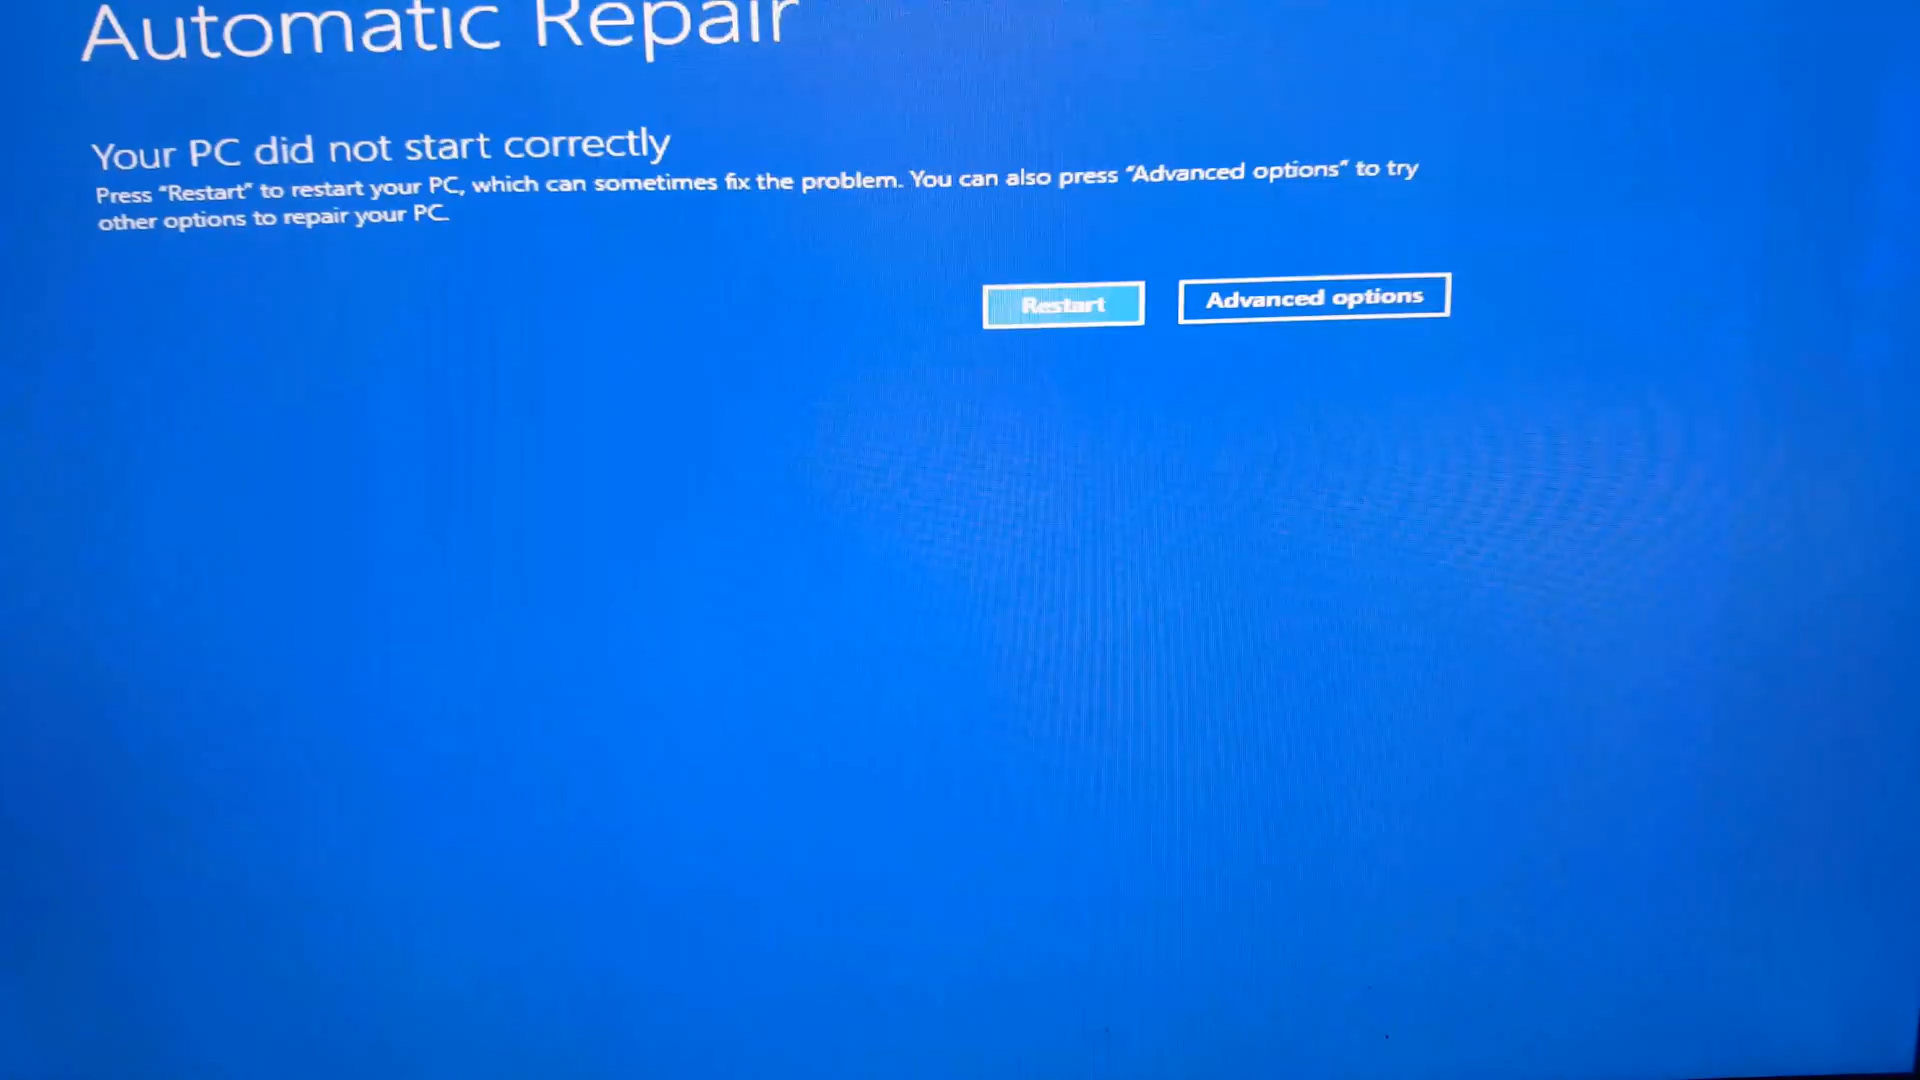 Automatic Repair
Your PC did not start correctly
Press "Restart" to restart your PC, which can sometimes fix the problem. You can also press "Advanced options" to try
other options to repair your PC.
Restart
Advanced options